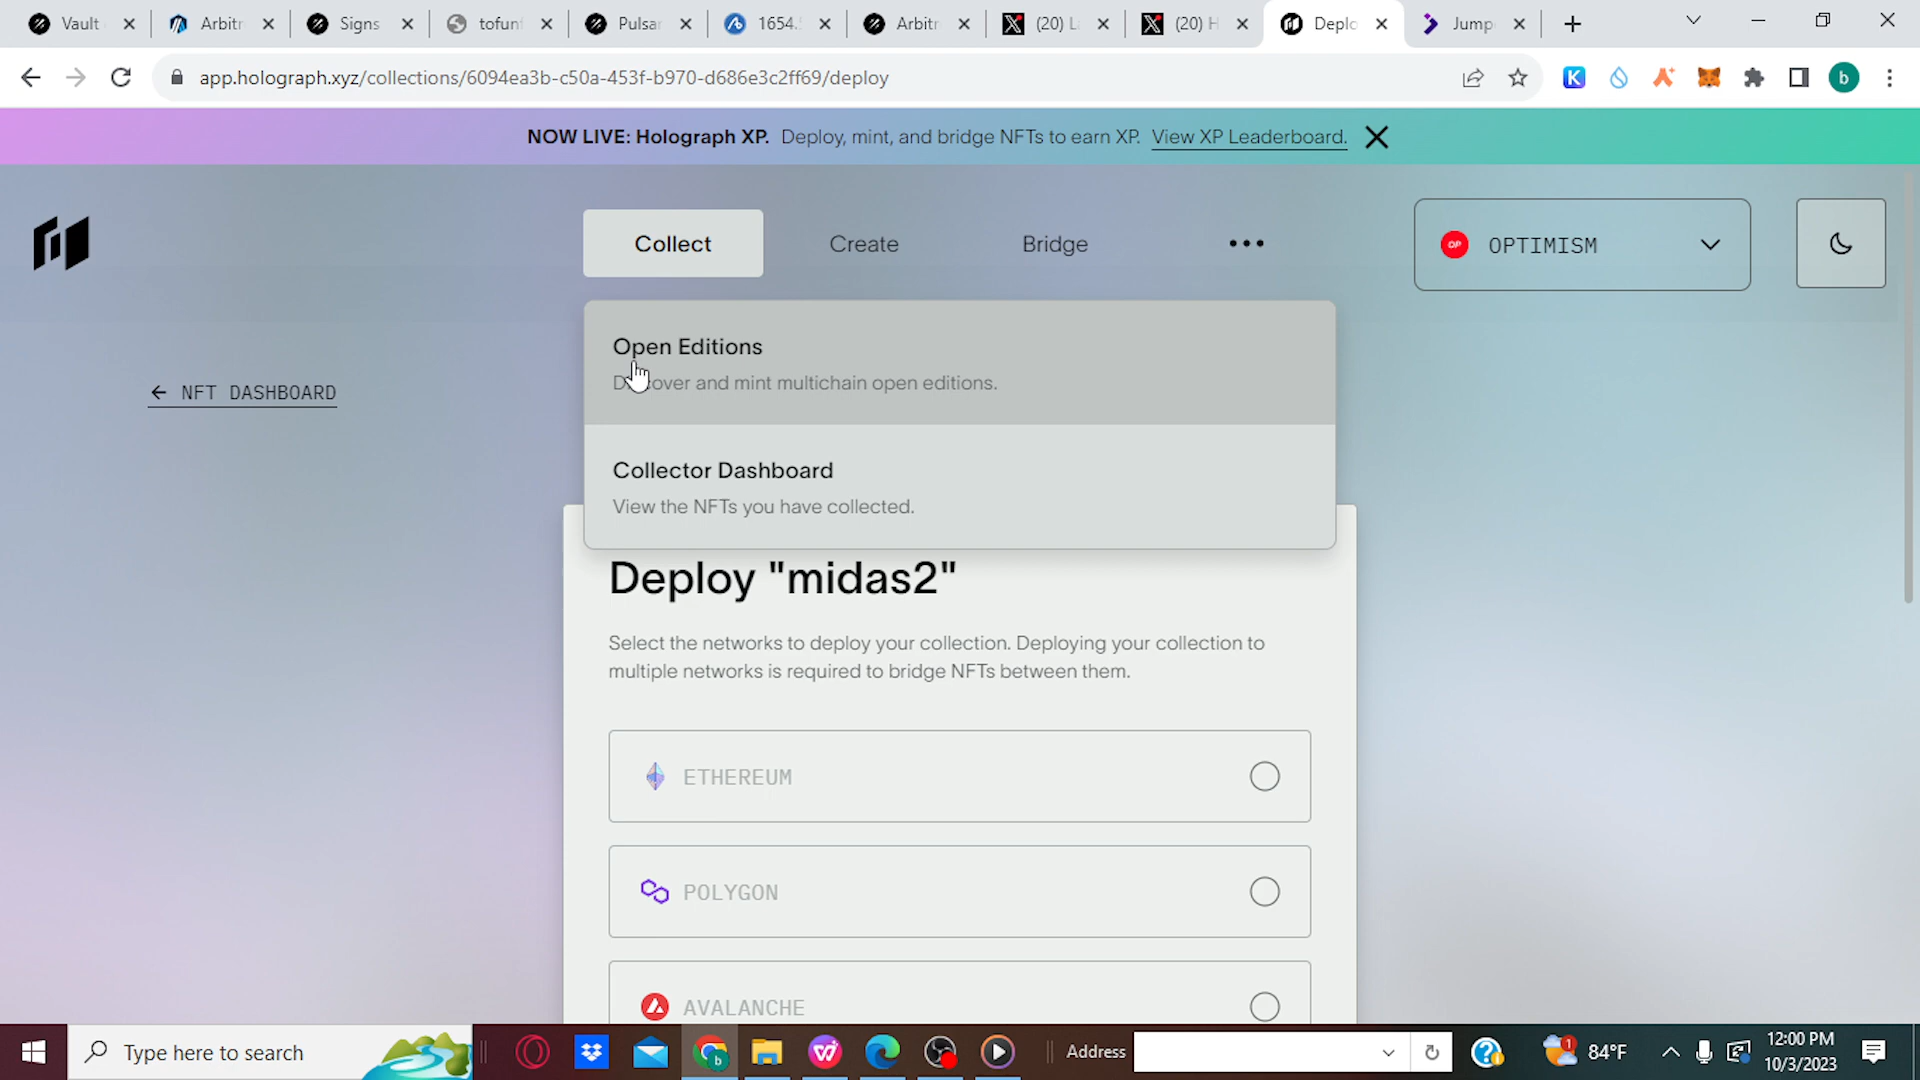 Vault
Arbitr
Signs
tofunf
Pulsar
1654.
Arbitr
(20) L
(20) H
Deplo
Jump
app.holograph.xyz/collections/6094ea3b-c50a-453f-b970-d686e3c2ff69/deploy
b
NOW LIVE: Holograph XP. Deploy, mint, and bridge NFTs to earn XP. View XP Leaderboard.
Collect
Create
Bridge
OP OPTIMISM
Open Editions
Discover and mint multichain open editions.
← NFT DASHBOARD
Collector Dashboard
View the NFTs you have collected.
Deploy "midas2"
Select the networks to deploy your collection. Deploying your collection to
multiple networks is required to bridge NFTs between them.
ETHEREUM
POLYGON
AVALANCHE
Type here to search
Address
84°F
12:00 PM
10/3/2023